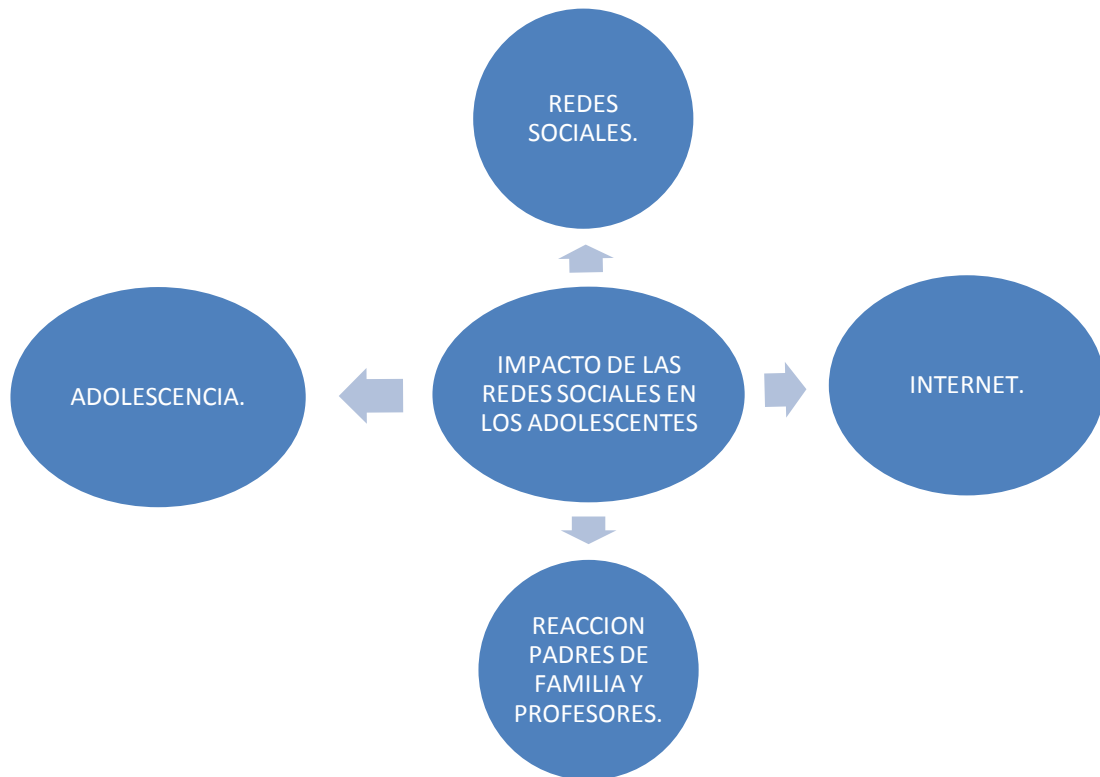 REDES
SOCIALES.
ADOLESCENCIA.
IMPACTO DE LAS
REDES SOCIALES EN
LOS ADOLESCENTES
INTERNET.
REACCION
PADRES DE
FAMILIA Y
PROFESORES.